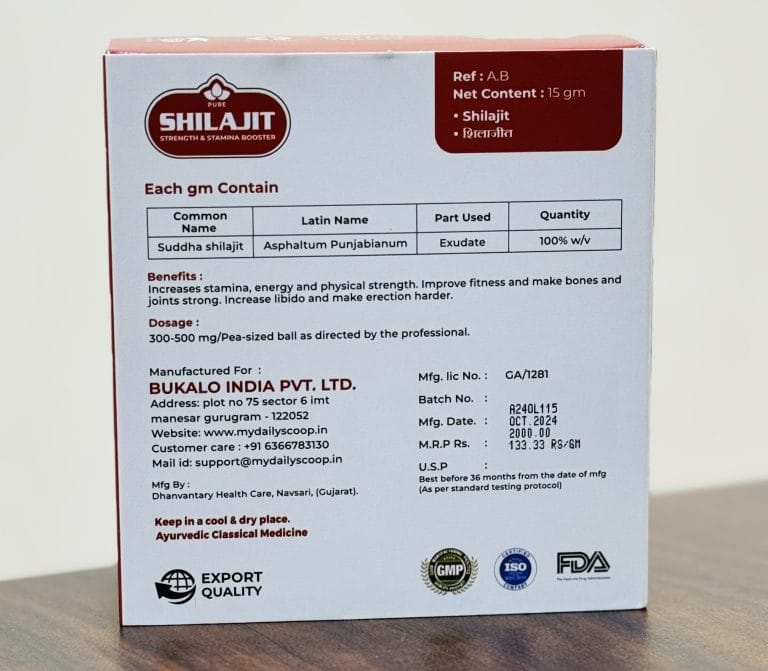 PURE
SHILAJIT
STRENGTH & STAMINA BOOSTER
Ref : A.B
Net Content : 15 gm
• Shilajit
• शिलाजीत
Each gm Contain
Common Name Latin Name Part Used Quantity
Suddha shilajit Asphaltum Punjabianum Exudate 100% w/v
Benefits :
Increases stamina, energy and physical strength. Improve fitness and make bones and
joints strong. Increase libido and make erection harder.
Dosage :
300-500 mg/Pea-sized ball as directed by the professional.
Manufactured For :
BUKALO INDIA PVT. LTD.
Address: plot no 75 sector 6 imt
manesar gurugram - 122052
Website: www.mydailyscoop.in
Customer care : +91 6366783130
Mail id: support@mydailyscoop.in
Mfg By :
Dhanvantary Health Care, Navsari, (Gujarat).
Mfg. lic No. : GA/1281
Batch No. : A240L115
Mfg. Date. : OCT.2024
M.R.P Rs. : 2000.00
133.33 RS/GM
U.S.P :
Best before 36 months from the date of mfg
(As per standard testing protocol)
Keep in a cool & dry place.
Ayurvedic Classical Medicine
EXPORT
QUALITY
GMP
CERTIFIED
ISO
COMPANY
FDA